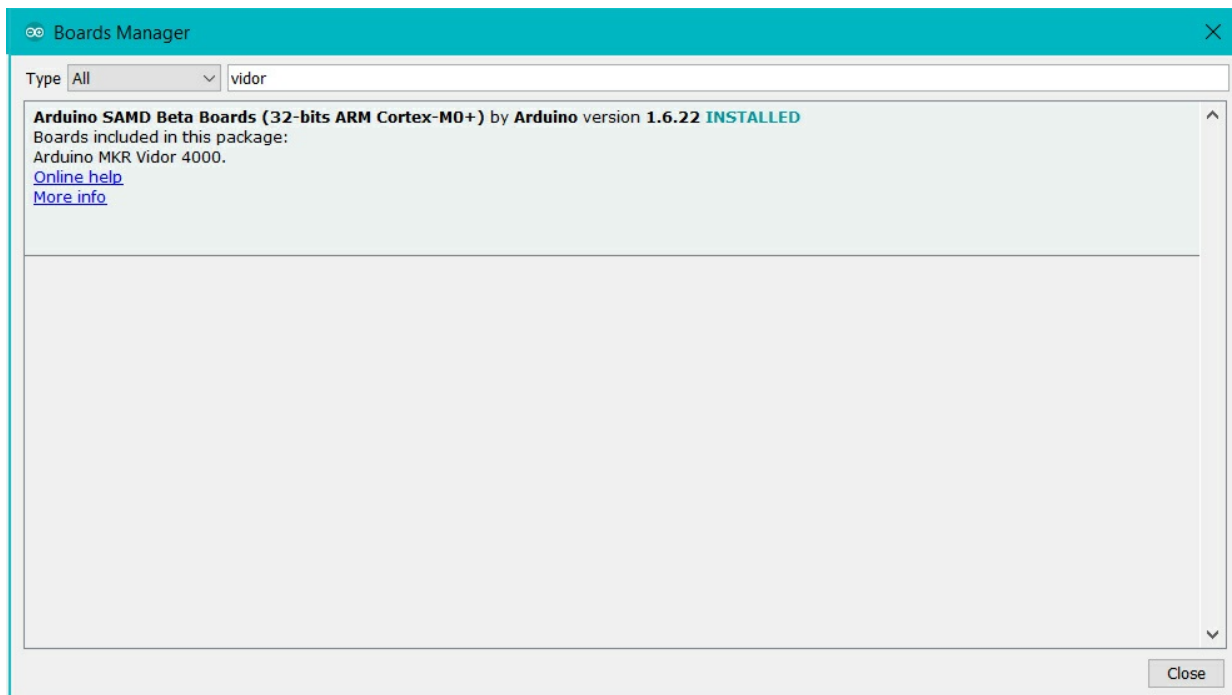 Boards Manager
Type All vidor
Arduino SAMD Beta Boards (32-bits ARM Cortex-M0+) by Arduino version 1.6.22 INSTALLED
Boards included in this package:
Arduino MKR Vidor 4000.
Online help
More info
Close